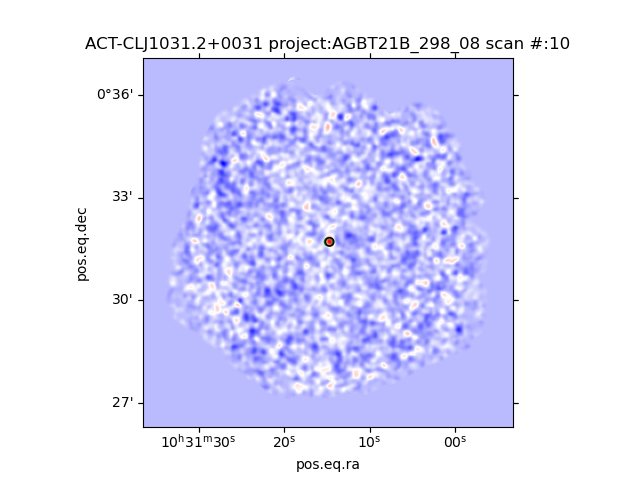 ACT-CLJ1031.2+0031 project:AGBT21B_298_08 scan #:10
0°36'
33'
30'
27'
pos.eq.dec
10h31m30s 20s 10s 00s
pos.eq.ra